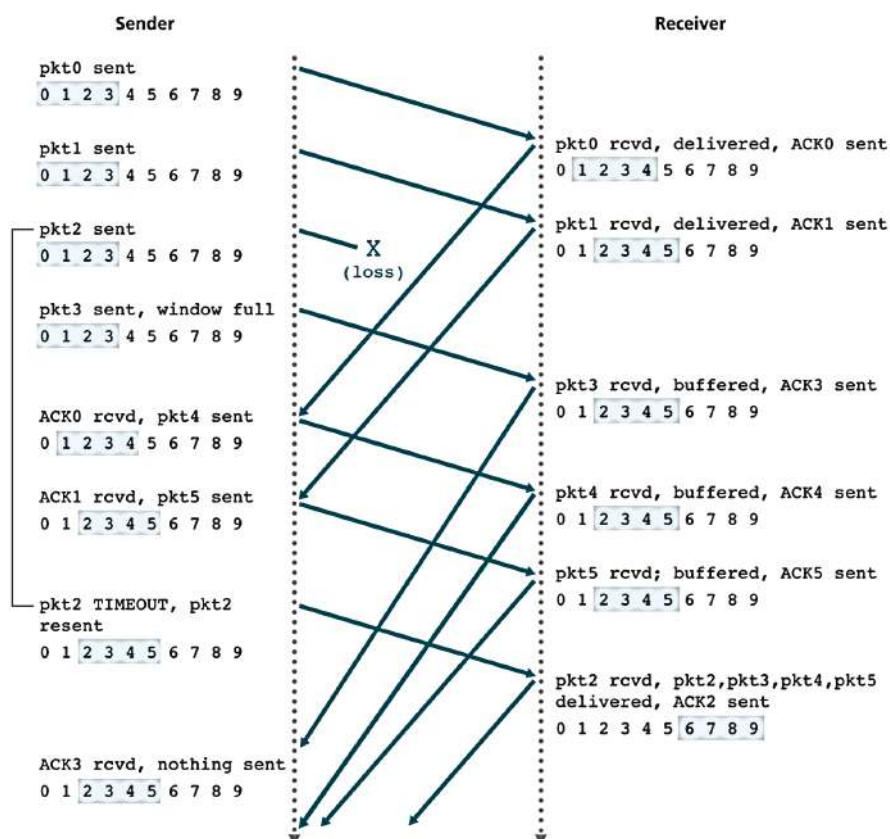 Sender
pkt0 sent
0 1 2 3 4 5 6 7 8 9
pkt1 sent
0 1 2 3 4 5 6 7 8 9
pkt2 sent
0 1 2 3 4 5 6 7 8 9
X
(loss)
pkt3 sent, window full
0 1 2 3 4 5 6 7 8 9
ACK0 rcvd, pkt4 sent
0 1 2 3 4 5 6 7 8 9
ACK1 rcvd, pkt5 sent
0 1 2 3 4 5 6 7 8 9
pkt2 TIMEOUT, pkt2
resent
0 1 2 3 4 5 6 7 8 9
ACK3 rcvd, nothing sent
0 1 2 3 4 5 6 7 8 9
Receiver
pkt0 rcvd, delivered, ACK0 sent
0 1 2 3 4 5 6 7 8 9
pkt1 rcvd, delivered, ACK1 sent
0 1 2 3 4 5 6 7 8 9
pkt3 rcvd, buffered, ACK3 sent
0 1 2 3 4 5 6 7 8 9
pkt4 rcvd, buffered, ACK4 sent
0 1 2 3 4 5 6 7 8 9
pkt5 rcvd; buffered, ACK5 sent
0 1 2 3 4 5 6 7 8 9
pkt2 rcvd, pkt2,pkt3,pkt4,pkt5
delivered, ACK2 sent
0 1 2 3 4 5 6 7 8 9